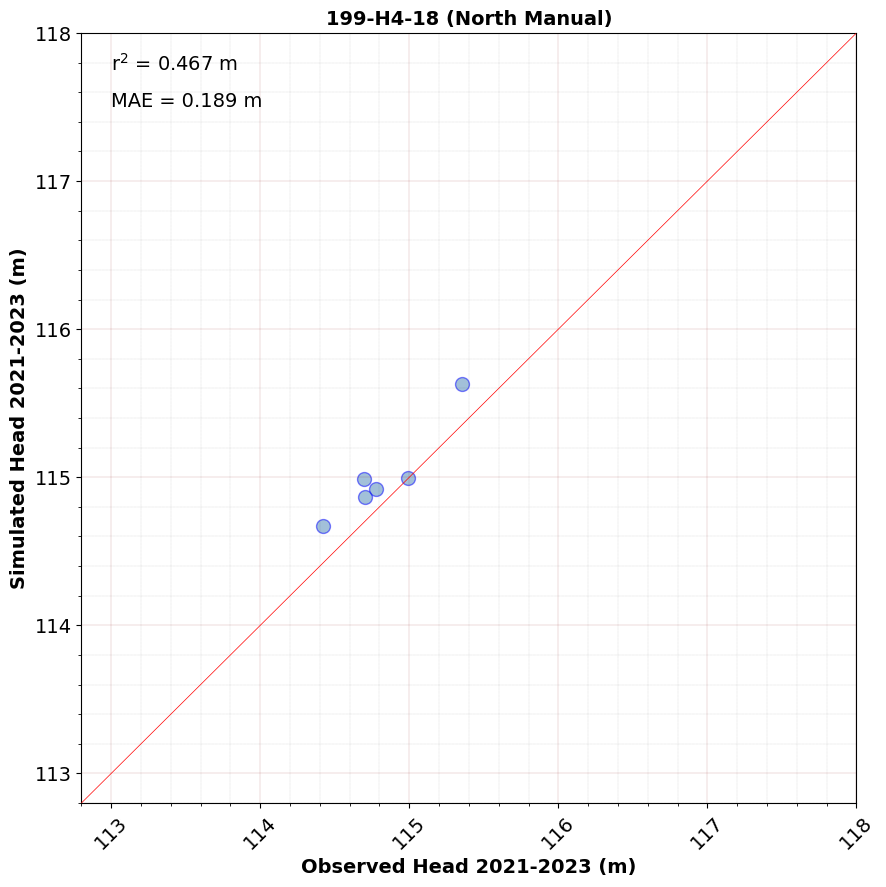 199-H4-18 (North Manual)
r² = 0.467 m
MAE = 0.189 m
118
117
116
115
114
113
Simulated Head 2021-2023 (m)
113
114
115
116
117
118
Observed Head 2021-2023 (m)